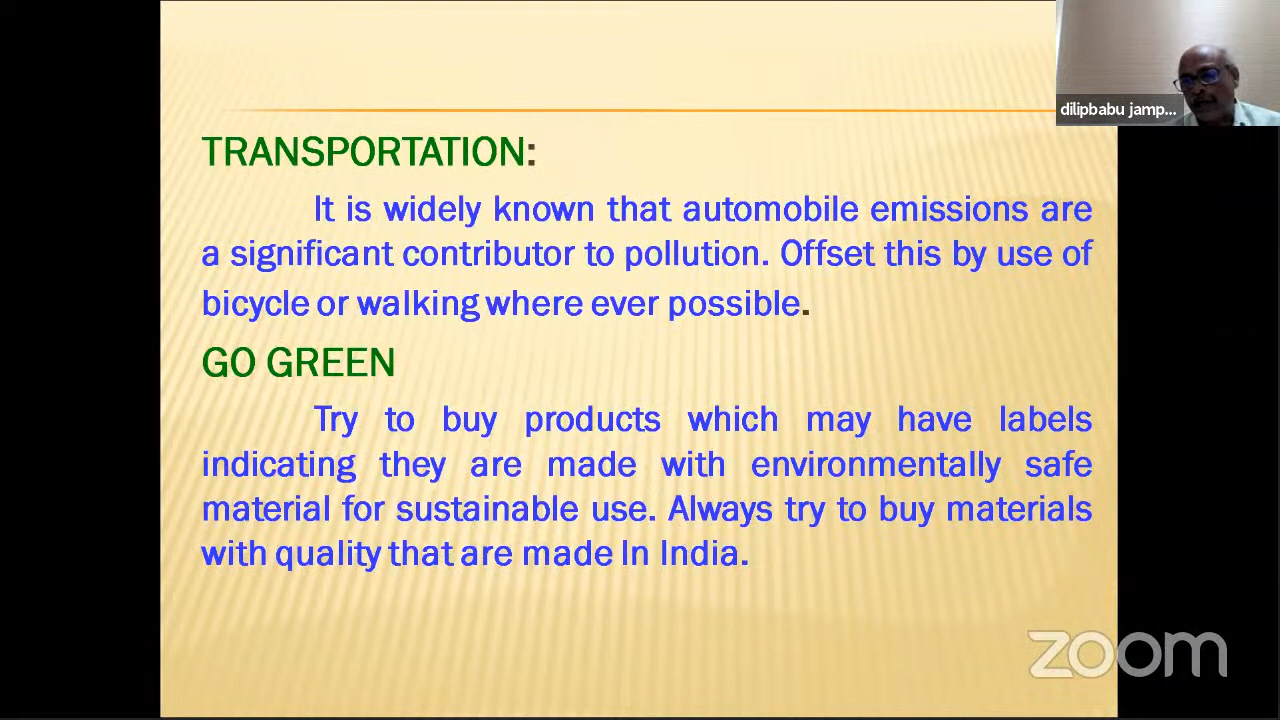 dilipbabu jamp...
TRANSPORTATION:
It is widely known that automobile emissions are
a significant contributor to pollution. Offset this by use of
bicycle or walking where ever possible.
GO GREEN
Try to buy products which may have labels
indicating they are made with environmentally safe
material for sustainable use. Always try to buy materials
with quality that are made In India.
zoom